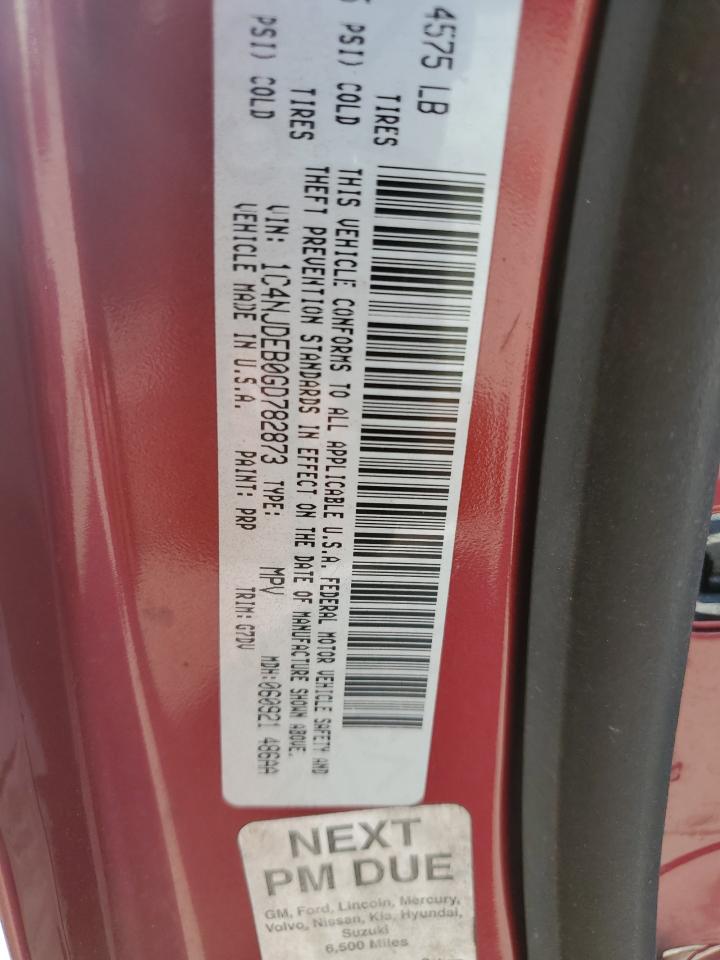 4575 LB
TIRES
PSI) COLD
TIRES
PSI) COLD
THIS VEHICLE CONFORMS TO ALL APPLICABLE U.S.A. FEDERAL MOTOR VEHICLE SAFETY AND
THEFT PREVENTION STANDARDS IN EFFECT ON THE DATE OF MANUFACTURE SHOWN ABOVE.
VIN: 1C4NJDEB0GD782873 TYPE: MPV MDH:060921 486AA
VEHICLE MADE IN U.S.A. PAINT: PRP TRIM: G7DV
NEXT
PM DUE
GM, Ford, Lincoln, Mercury,
Volvo, Nissan, Kia, Hyundai,
Suzuki
6,500 Miles